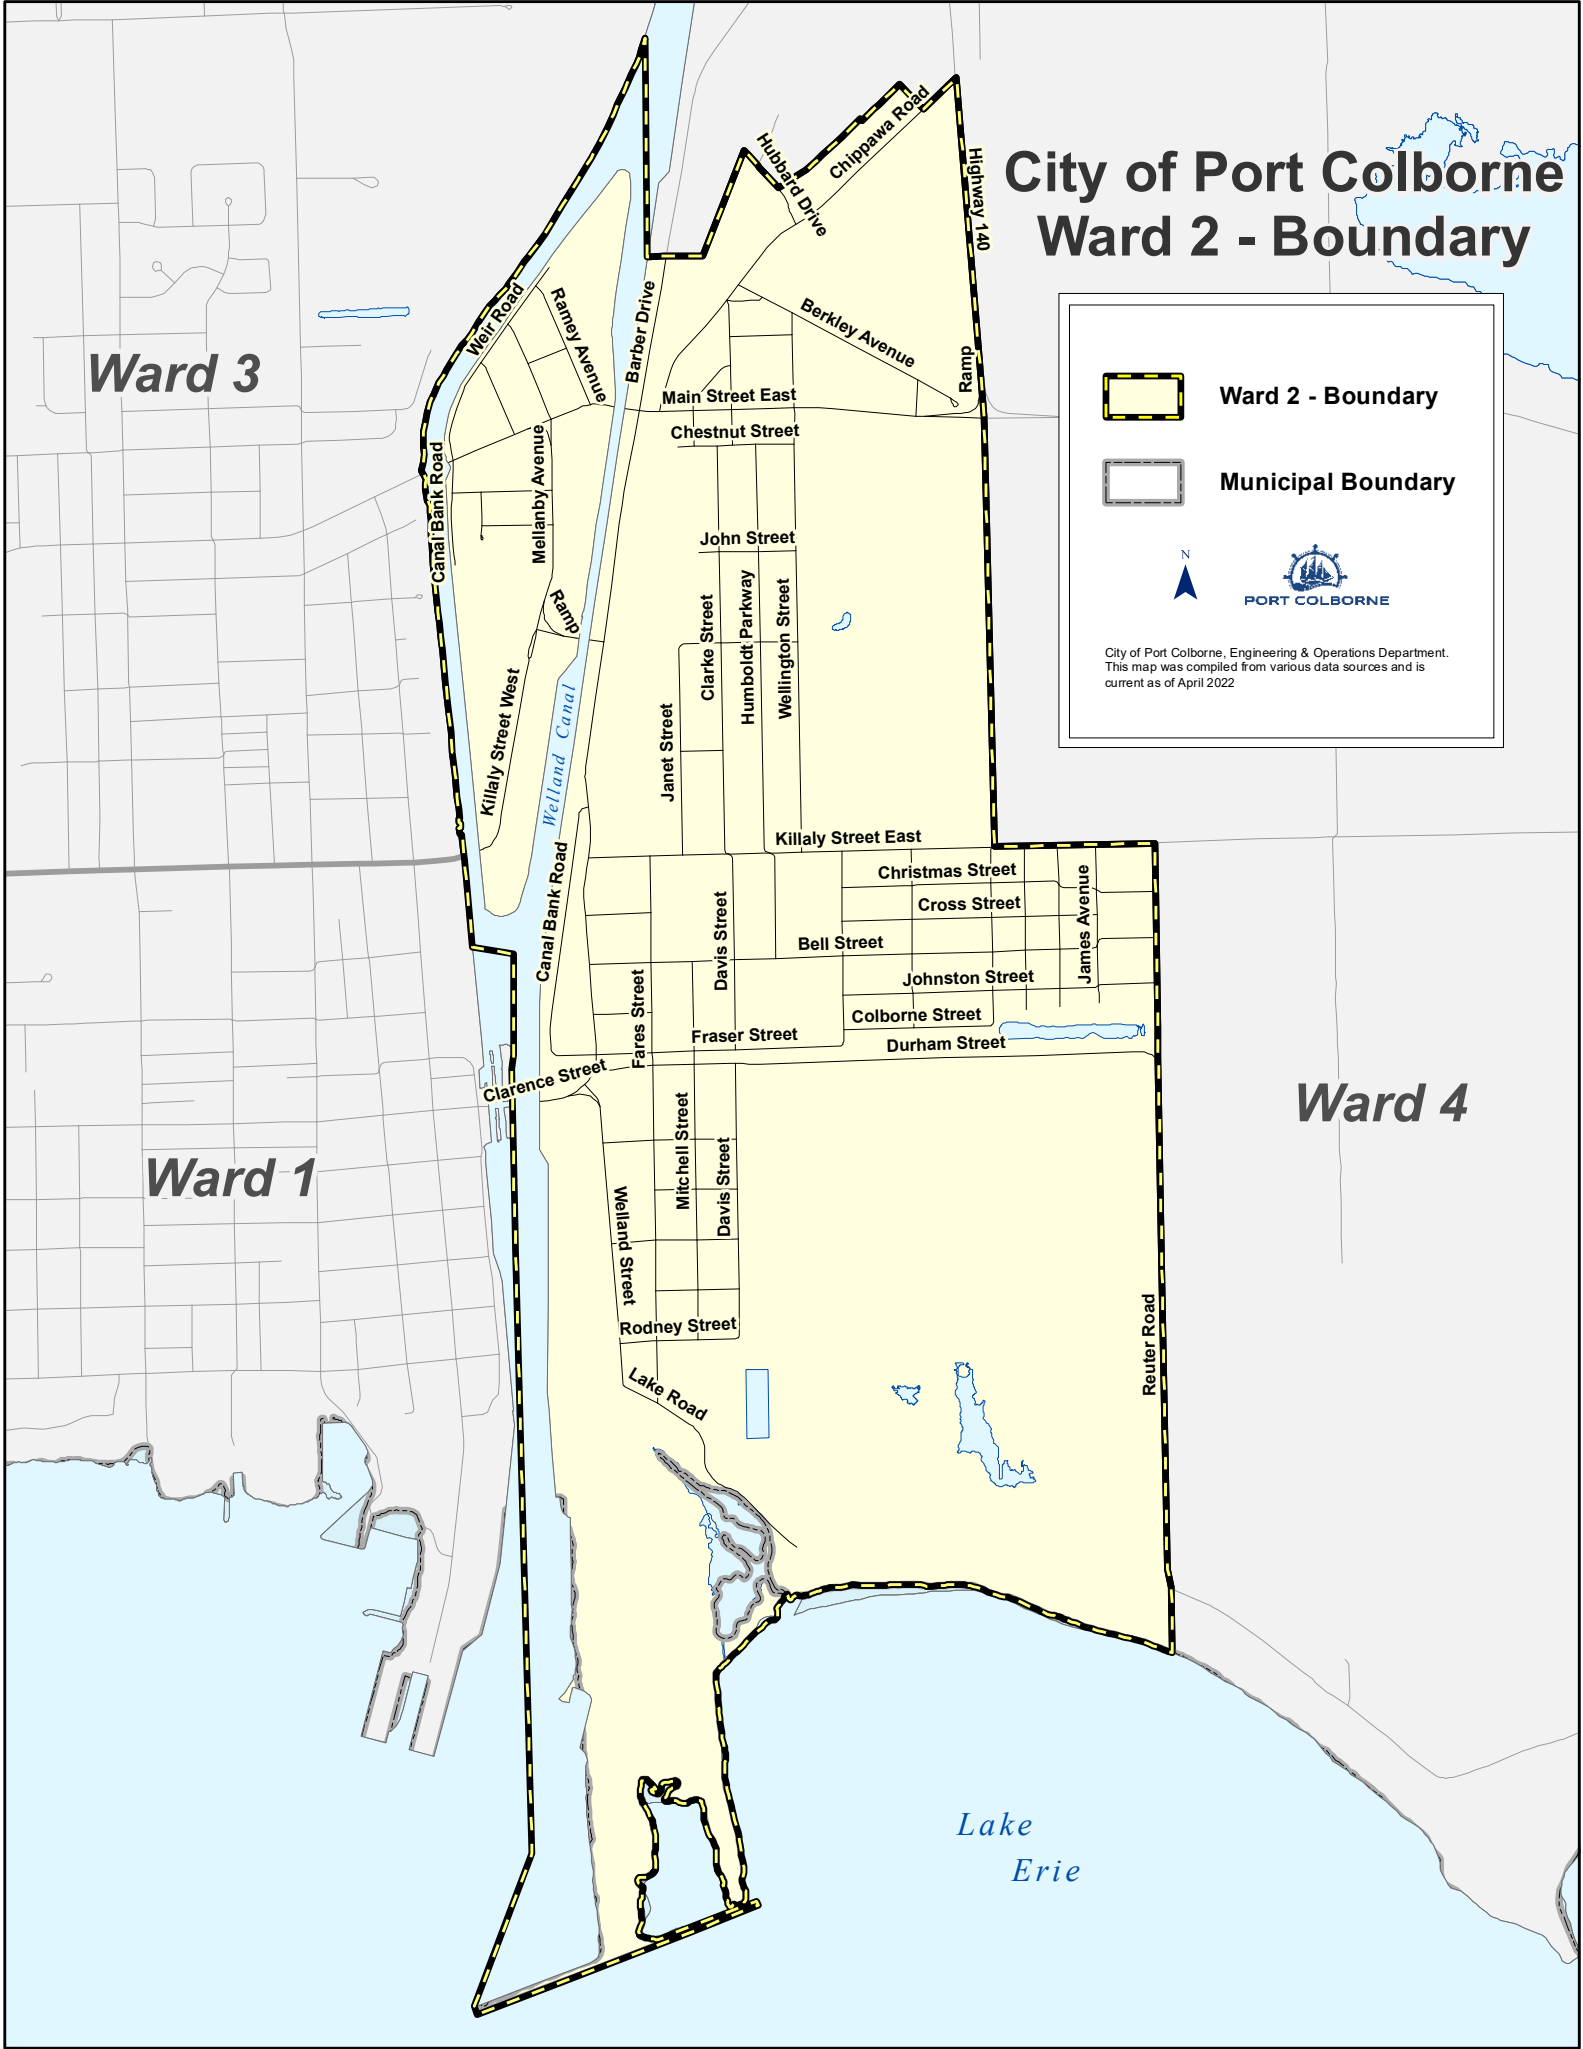 City of Port Colborne
Ward 2 - Boundary
Ward 2 - Boundary
Municipal Boundary
N
PORT COLBORNE
City of Port Colborne, Engineering & Operations Department.
This map was compiled from various data sources and is
current as of April 2022
Chippawa Road
Hubbard Drive
Highway 140
Weir Road
Ramey Avenue
Barber Drive
Berkley Avenue
Ramp
Ward 3
Main Street East
Chestnut Street
Canal Bank Road
Mellanby Avenue
John Street
Ramp
Clarke Street
Humboldt Parkway
Wellington Street
Killaly Street West
Welland Canal
Janet Street
Killaly Street East
Christmas Street
Cross Street
James Avenue
Canal Bank Road
Davis Street
Bell Street
Johnston Street
Fares Street
Colborne Street
Fraser Street
Durham Street
Clarence Street
Ward 4
Mitchell Street
Davis Street
Ward 1
Welland Street
Rodney Street
Reuter Road
Lake Road
Lake
Erie